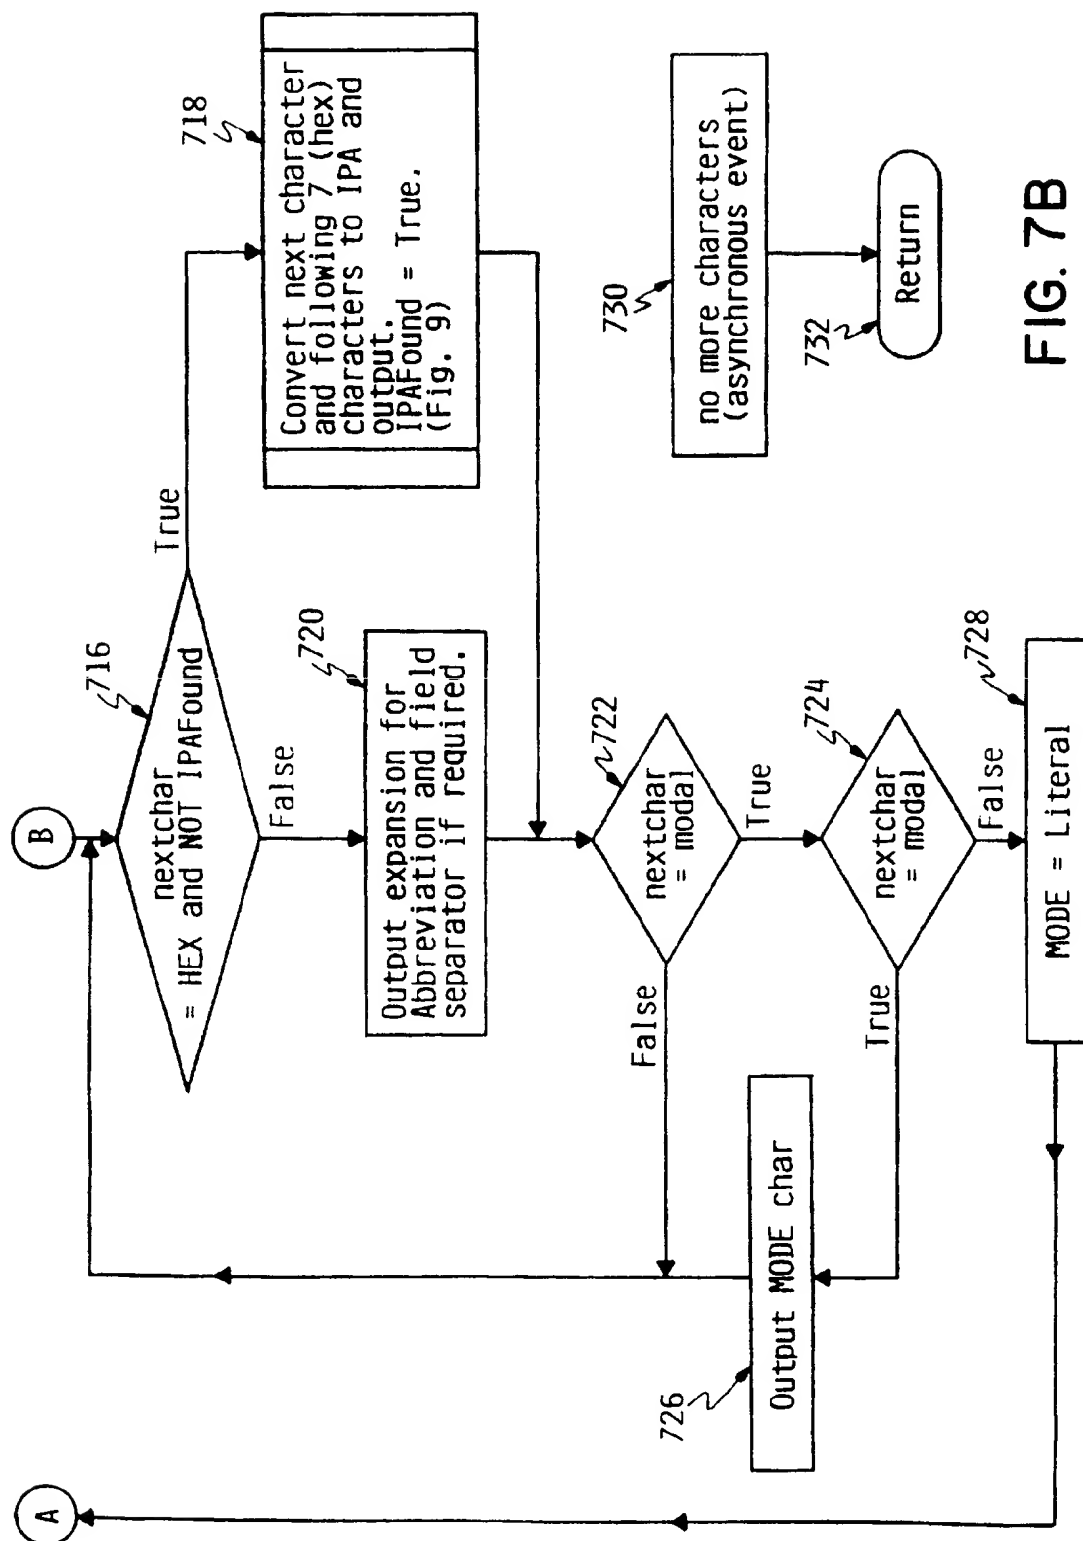 B
716
nextchar
= HEX and NOT IPAFound
True
False
718
Convert next character
and following 7 (hex)
characters to IPA and
output.
IPAFound = True.
(Fig. 9)
720
Output expansion for
Abbreviation and field
separator if required.
722
nextchar
= modal
False
True
724
nextchar
= modal
True
False
726
Output MODE char
728
MODE = Literal
A
730
no more characters
(asynchronous event)
732
Return
FIG. 7B